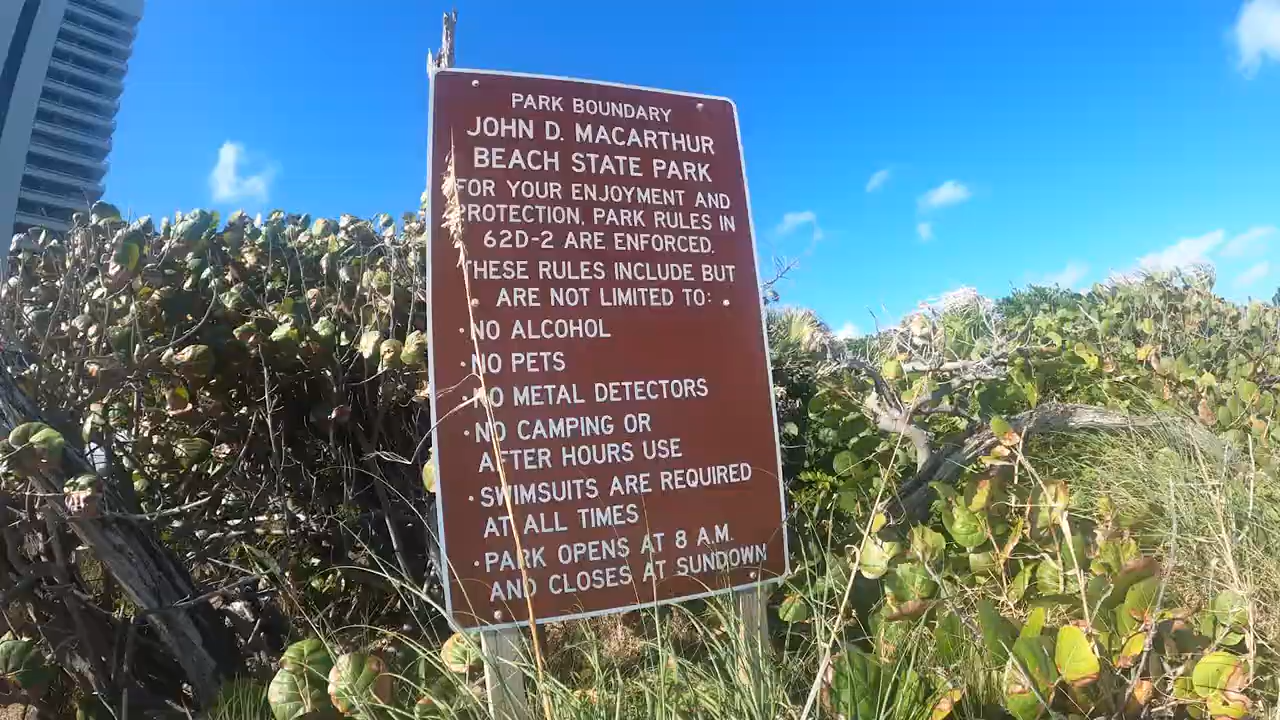 PARK BOUNDARY
JOHN D. MACARTHUR
BEACH STATE PARK
FOR YOUR ENJOYMENT AND
PROTECTION, PARK RULES IN
62D-2 ARE ENFORCED.
THESE RULES INCLUDE BUT
ARE NOT LIMITED TO:
• NO ALCOHOL
• NO PETS
• NO METAL DETECTORS
• NO CAMPING OR
AFTER HOURS USE
• SWIMSUITS ARE REQUIRED
AT ALL TIMES
• PARK OPENS AT 8 A.M.
AND CLOSES AT SUNDOWN